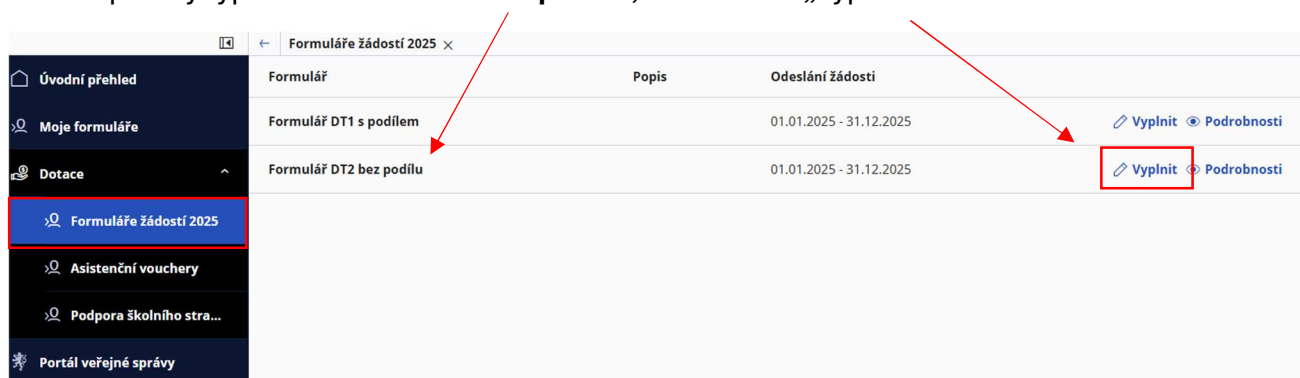 Formuláře žádostí 2025
Úvodní přehled
Moje formuláře
Dotace
Formuláře žádostí 2025
Asistenční vouchery
Podpora školního stra...
Portál veřejné správy
Formulář Popis Odeslání žádosti
Formulář DT1 s podílem 01.01.2025 - 31.12.2025 Vyplnit Podrobnosti
Formulář DT2 bez podílu 01.01.2025 - 31.12.2025 Vyplnit Podrobnosti